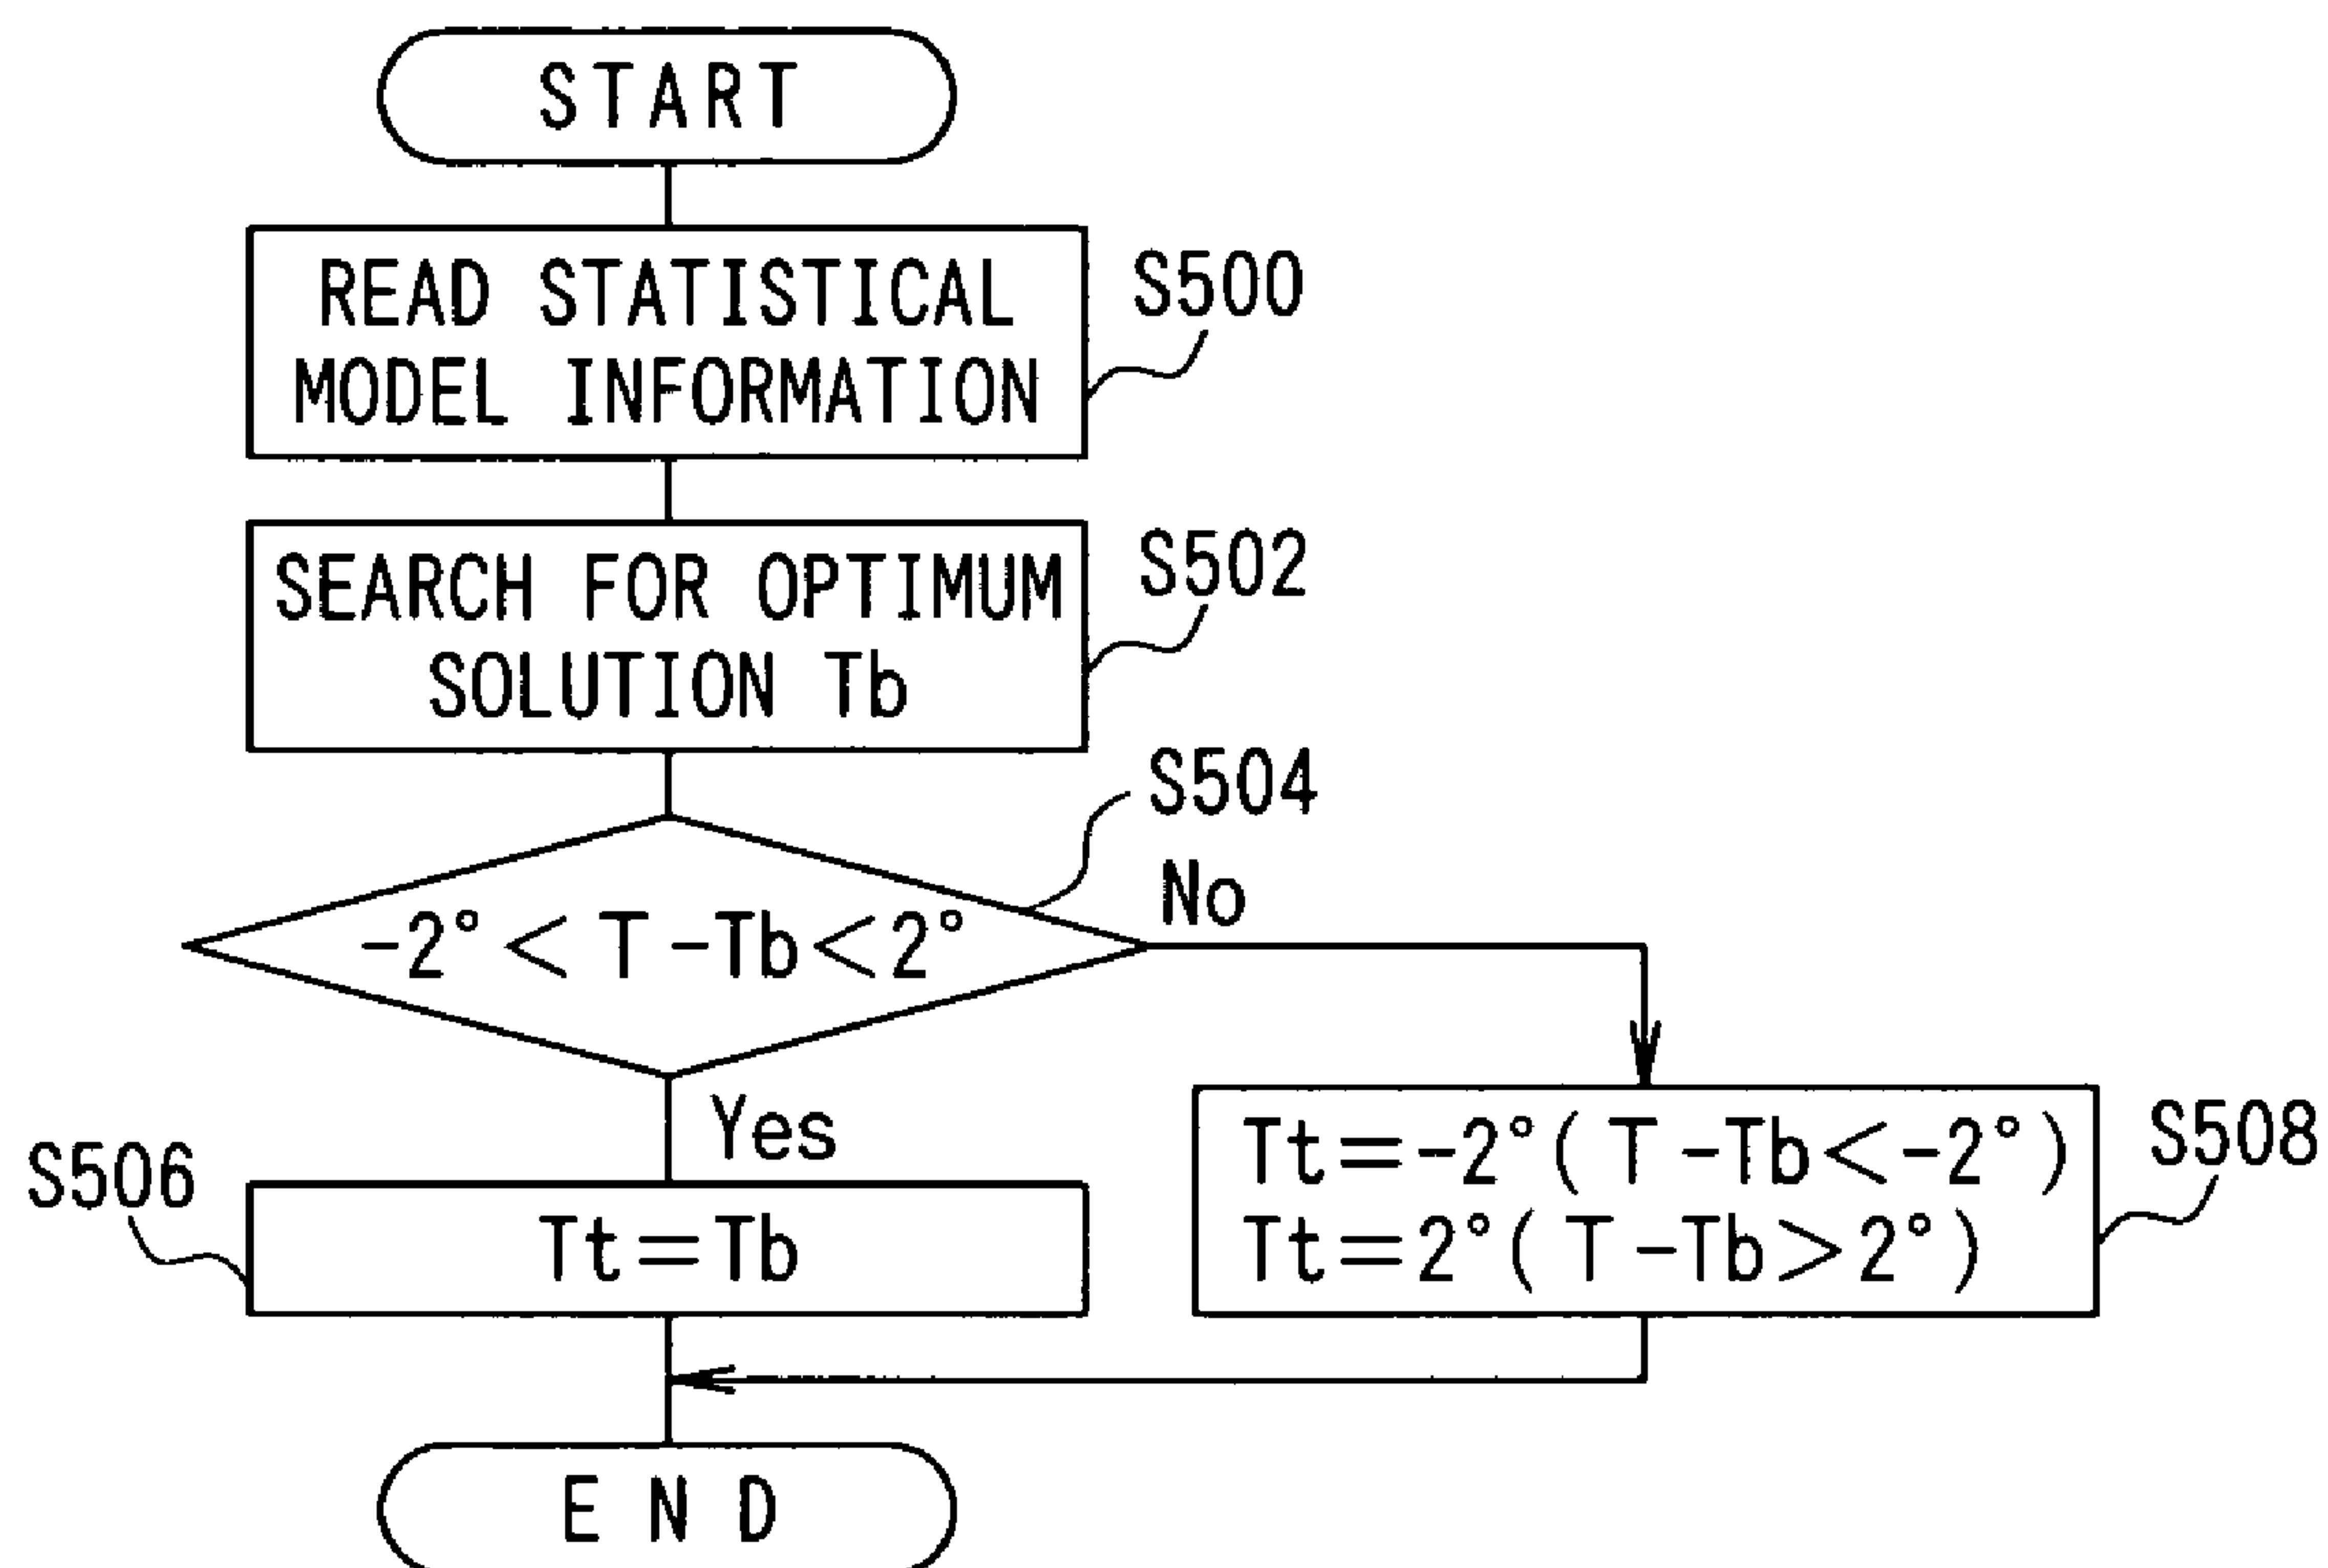 START
READ STATISTICAL
MODEL INFORMATION
S500
SEARCH FOR OPTIMUM
SOLUTION Tb
S502
S504
-2°< T-Tb<2°
No
Yes
S506
Tt=Tb
Tt=-2°( T-Tb<-2°)
Tt=2°( T-Tb>2°)
S508
END